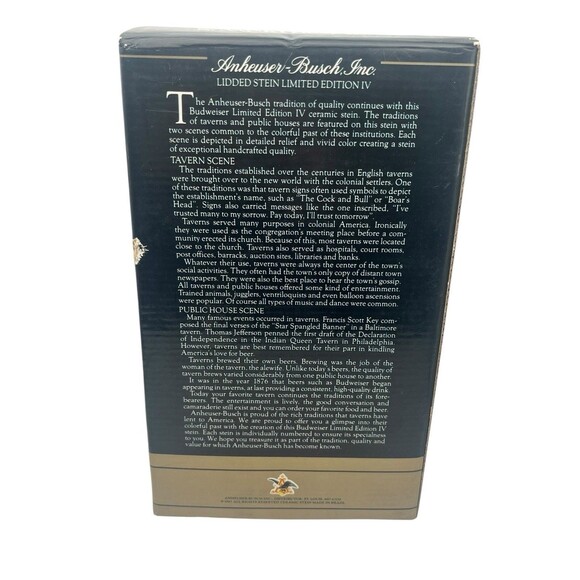 Anheuser-Busch, Inc.
LIDDED STEIN LIMITED EDITION IV
The Anheuser-Busch tradition of quality continues with this
Budweiser Limited Edition IV ceramic stein. The traditions
of taverns and public houses are featured on this stein with
two scenes common to the colorful past of these institutions. Each
scene is depicted in detailed relief and vivid color creating a stein
of exceptional handcrafted quality.
TAVERN SCENE
The traditions established over the centuries in English taverns
were brought over to the new world with the colonial settlers. One
of these traditions was that tavern signs often used symbols to depict
the establishment's name, such as "The Cock and Bull" or "Boar's
Head". Signs also carried messages like the one inscribed, "I've
trusted many to my sorrow. Pay today, I'll trust tomorrow".
Taverns served many purposes in colonial America. Ironically
they were used as the congregation's meeting place before a com-
munity erected its church. Because of this, most taverns were located
close to the church. Taverns also served as hospitals, court rooms,
post offices, barracks, auction sites, libraries and banks.
Whatever their use, taverns were always the center of the town's
social activities. They often had the town's only copy of distant town
newspapers. They were also the best place to hear the town's gossip.
All taverns and public houses offered some kind of entertainment.
Trained animals, jugglers, ventriloquists and even balloon ascensions
were popular. Of course all types of music and dance were common.
PUBLIC HOUSE SCENE
Many famous events occurred in taverns. Francis Scott Key com-
posed the final verses of the "Star Spangled Banner" in a Baltimore
tavern. Thomas Jefferson penned the first draft of the Declaration
of Independence in the Indian Queen Tavern in Philadelphia.
However, taverns are best remembered for their part in kindling
America's love for beer.
Taverns brewed their own beers. Brewing was the job of the
woman of the tavern, the alewife. Unlike today's beers, the quality of
tavern brews varied considerably from one public house to another.
It was in the year 1876 that beers such as Budweiser began
appearing in taverns, at last providing a consistent, high-quality drink.
Today your favorite tavern continues the traditions of its fore-
bearers. The entertainment is lively, the good conversation and
camaraderie still exist and you can order your favorite food and beer.
Anheuser-Busch is proud of the rich traditions that taverns have
lent to America. We are proud to offer you a glimpse into their
colorful past with the creation of this Budweiser Limited Edition IV
stein. Each stein is individually numbered to ensure its specialness
to you. We hope you treasure it as part of the tradition, quality and
value for which Anheuser-Busch has become known.